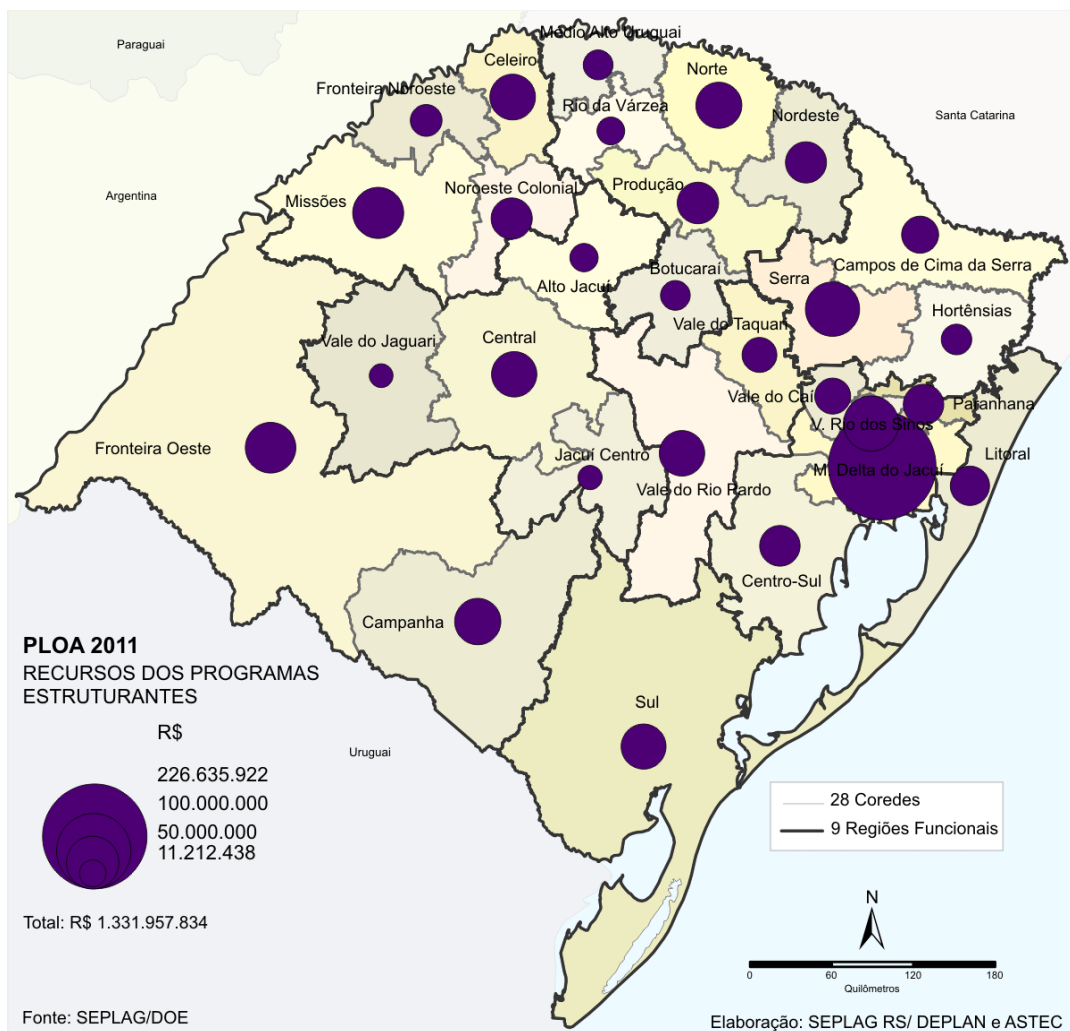 Paraguai
Argentina
Santa Catarina
Uruguai
Médio Alto Uruguai
Celeiro
Norte
Fronteira Noroeste
Rio da Várzea
Nordeste
Noroeste Colonial
Produção
Missões
Campos de Cima da Serra
Botucaraí
Serra
Alto Jacuí
Hortênsias
Vale do Taquari
Central
Vale do Jaguari
Vale do Caí
Paranhana
V. Rio dos Sinos
Fronteira Oeste
Jacuí Centro
Litoral
M. Delta do Jacuí
Vale do Rio Pardo
Centro-Sul
Campanha
Sul
PLOA 2011
RECURSOS DOS PROGRAMAS
ESTRUTURANTES
R$
226.635.922
100.000.000
50.000.000
11.212.438
Total: R$ 1.331.957.834
28 Coredes
9 Regiões Funcionais
N
0 60 120 180
Quilômetros
Fonte: SEPLAG/DOE
Elaboração: SEPLAG RS/ DEPLAN e ASTEC